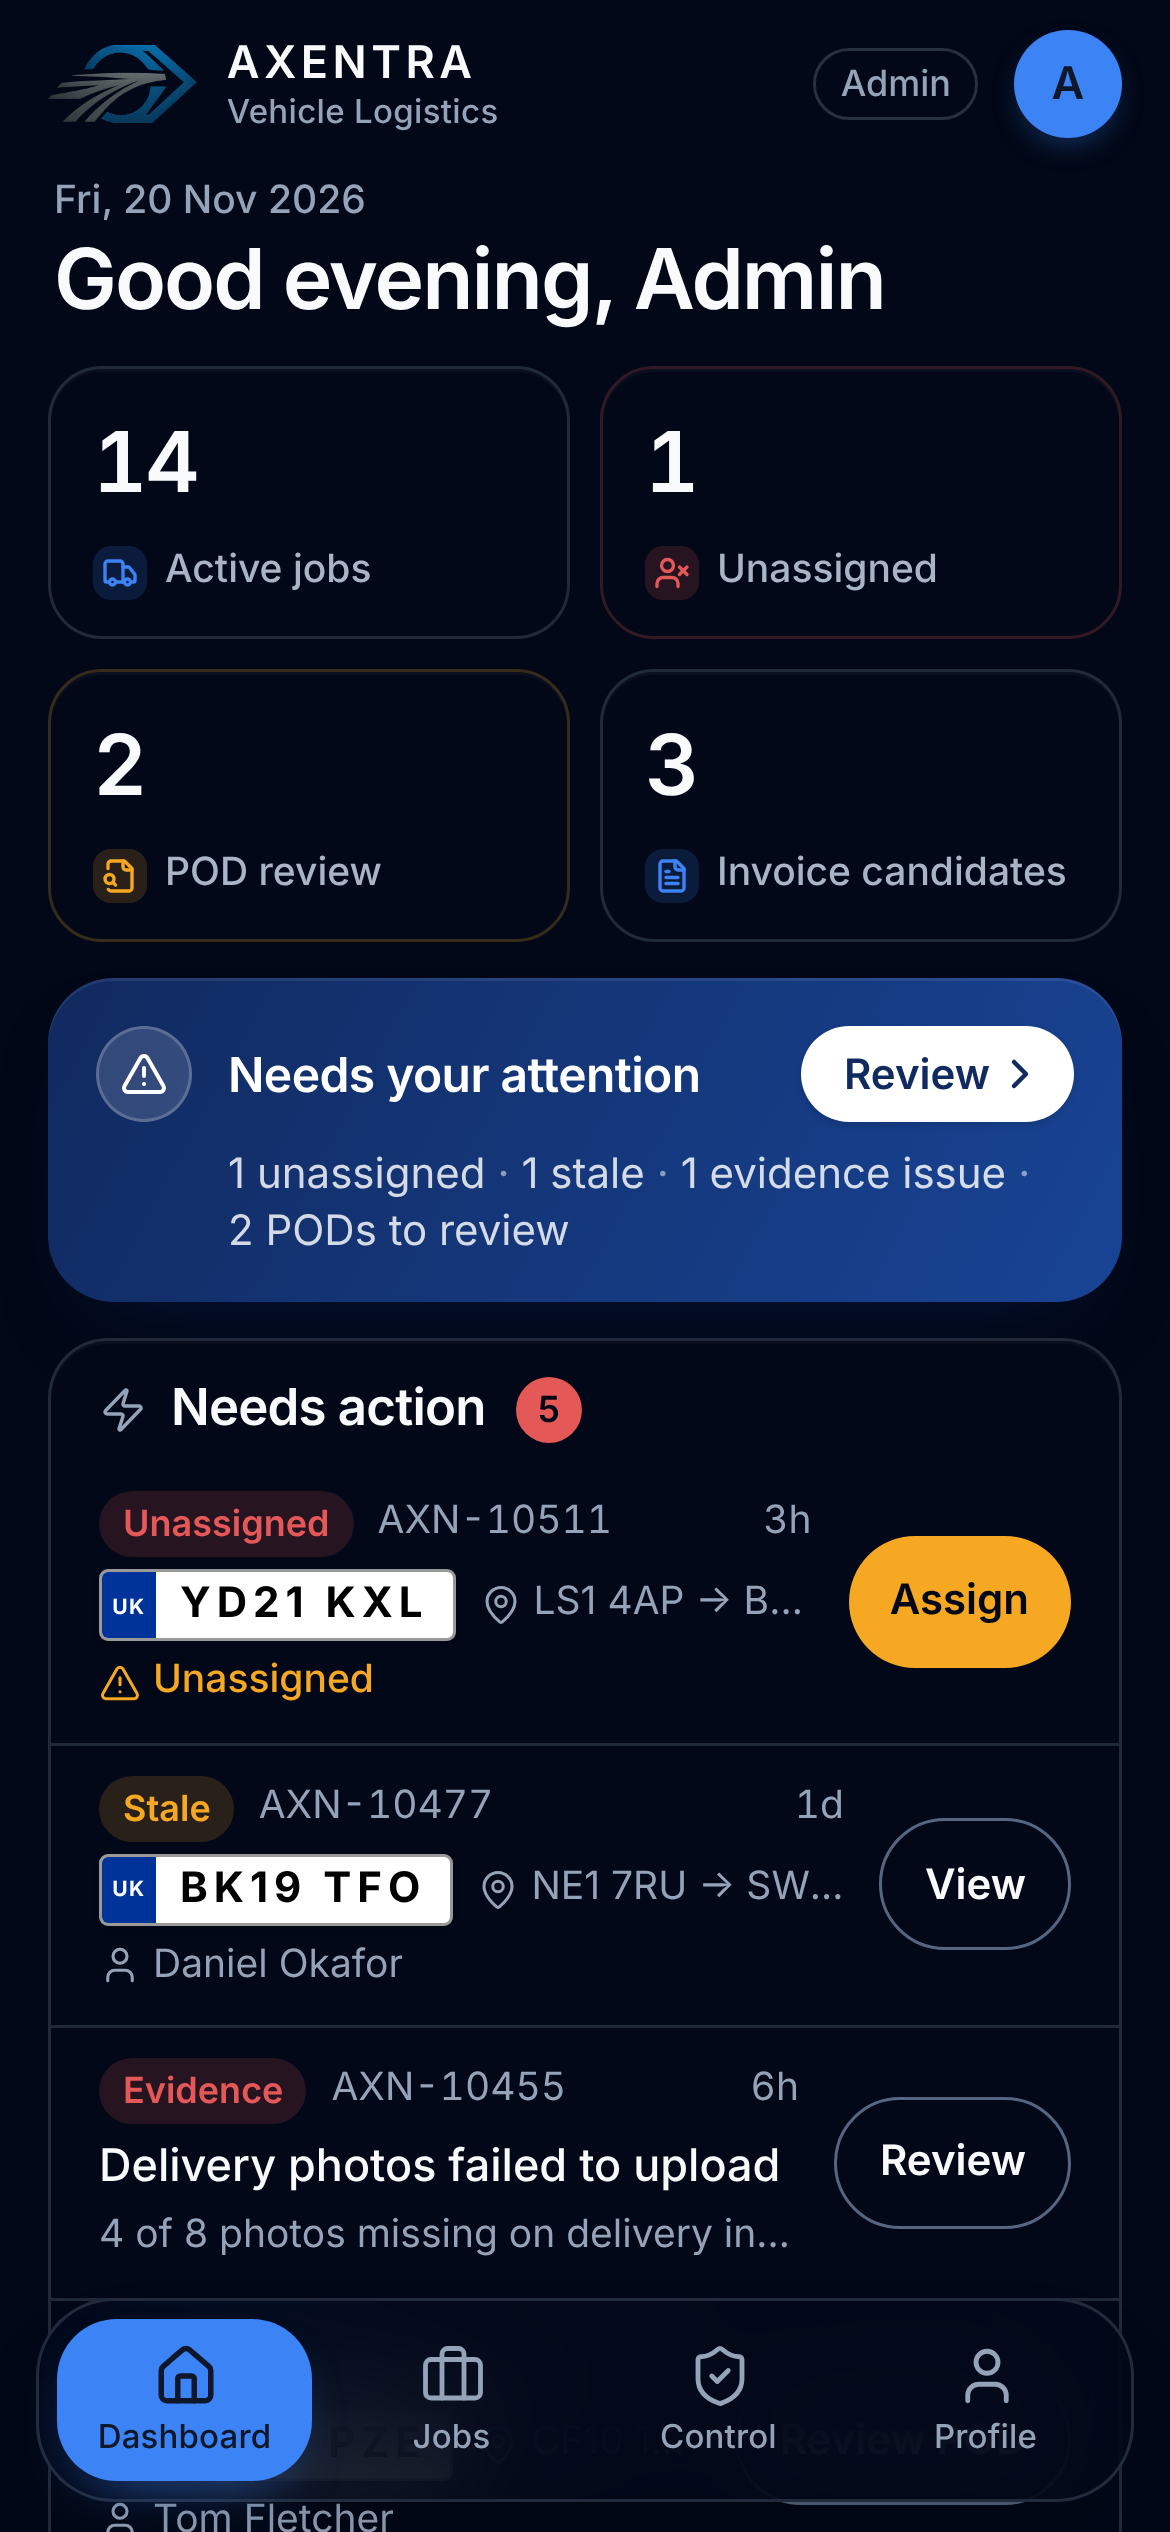 AXENTRA
Vehicle Logistics
Admin
A
Fri, 20 Nov 2026
Good evening, Admin
14
Active jobs
1
Unassigned
2
POD review
3
Invoice candidates
Needs your attention
Review
1 unassigned · 1 stale · 1 evidence issue ·
2 PODs to review
Needs action 5
Unassigned AXN-10511 3h
UK YD21 KXL LS1 4AP → B...
Assign
Unassigned
Stale AXN-10477 1d
UK BK19 TFO NE1 7RU → SW...
View
Daniel Okafor
Evidence AXN-10455 6h
Delivery photos failed to upload
Review
4 of 8 photos missing on delivery in...
PZE
Review
Dashboard
Jobs
Control
Profile
Tom Fletcher